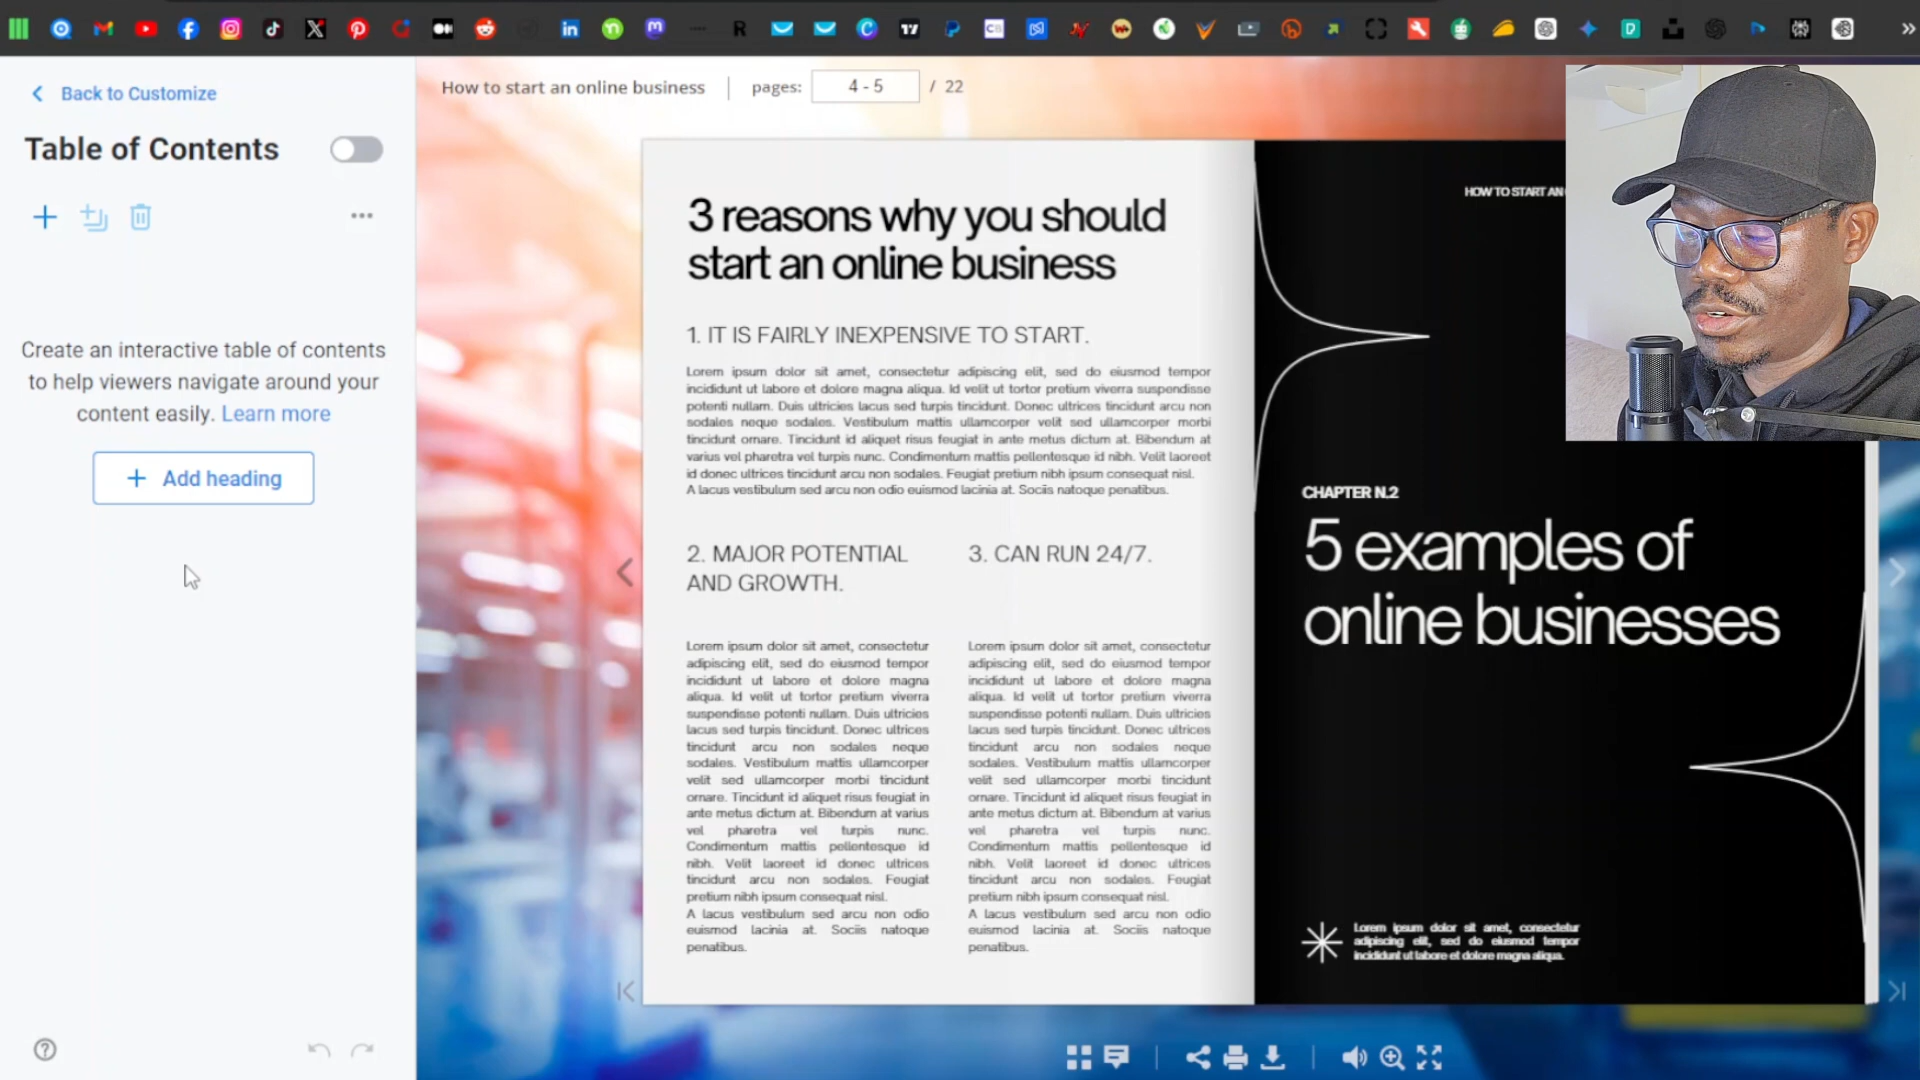 Back to Customize
Table of Contents
Create an interactive table of contents
to help viewers navigate around your
content easily. Learn more
+ Add heading
How to start an online business | pages: 4 - 5 / 22
3 reasons why you should
start an online business
1. IT IS FAIRLY INEXPENSIVE TO START.
Lorem ipsum dolor sit amet, consectetur adipiscing elit, sed do eiusmod tempor
incididunt ut labore et dolore magna aliqua. Id velit ut tortor pretium viverra suspendisse
potenti nullam. Duis ultricies lacus sed turpis tincidunt. Donec ultrices tincidunt arcu non
sodales neque sodales. Vestibulum mattis ullamcorper velit sed ullamcorper morbi
tincidunt ornare. Tincidunt id aliquet risus feugiat in ante metus dictum at. Bibendum at
varius vel pharetra vel turpis nunc. Condimentum mattis pellentesque id nibh. Velit laoreet
id donec ultrices tincidunt arcu non sodales. Feugiat pretium nibh ipsum consequat nisl.
A lacus vestibulum sed arcu non odio euismod lacinia at. Sociis natoque penatibus.
2. MAJOR POTENTIAL
AND GROWTH.
Lorem ipsum dolor sit amet, consectetur
adipiscing elit, sed do eiusmod tempor
incididunt ut labore et dolore magna
aliqua. Id velit ut tortor pretium viverra
suspendisse potenti nullam. Duis ultricies
lacus sed turpis tincidunt. Donec ultrices
tincidunt arcu non sodales neque
sodales. Vestibulum mattis ullamcorper
velit sed ullamcorper morbi tincidunt
ornare. Tincidunt id aliquet risus feugiat in
ante metus dictum at. Bibendum at varius
vel pharetra vel turpis nunc.
Condimentum mattis pellentesque id
nibh. Velit laoreet id donec ultrices
tincidunt arcu non sodales. Feugiat
pretium nibh ipsum consequat nisl.
A lacus vestibulum sed arcu non odio
euismod lacinia at. Sociis natoque
penatibus.
3. CAN RUN 24/7.
Lorem ipsum dolor sit amet, consectetur
adipiscing elit, sed do eiusmod tempor
incididunt ut labore et dolore magna
aliqua. Id velit ut tortor pretium viverra
suspendisse potenti nullam. Duis ultricies
lacus sed turpis tincidunt. Donec ultrices
tincidunt arcu non sodales neque
sodales. Vestibulum mattis ullamcorper
velit sed ullamcorper morbi tincidunt
ornare. Tincidunt id aliquet risus feugiat in
ante metus dictum at. Bibendum at varius
vel pharetra vel turpis nunc.
Condimentum mattis pellentesque id
nibh. Velit laoreet id donec ultrices
tincidunt arcu non sodales. Feugiat
pretium nibh ipsum consequat nisl.
A lacus vestibulum sed arcu non odio
euismod lacinia at. Sociis natoque
penatibus.
HOW TO START AN
CHAPTER N.2
5 examples of
online businesses
Lorem ipsum dolor sit amet, consectetur
adipiscing elit, sed do eiusmod tempor
incididunt ut labore et dolore magna aliqua.